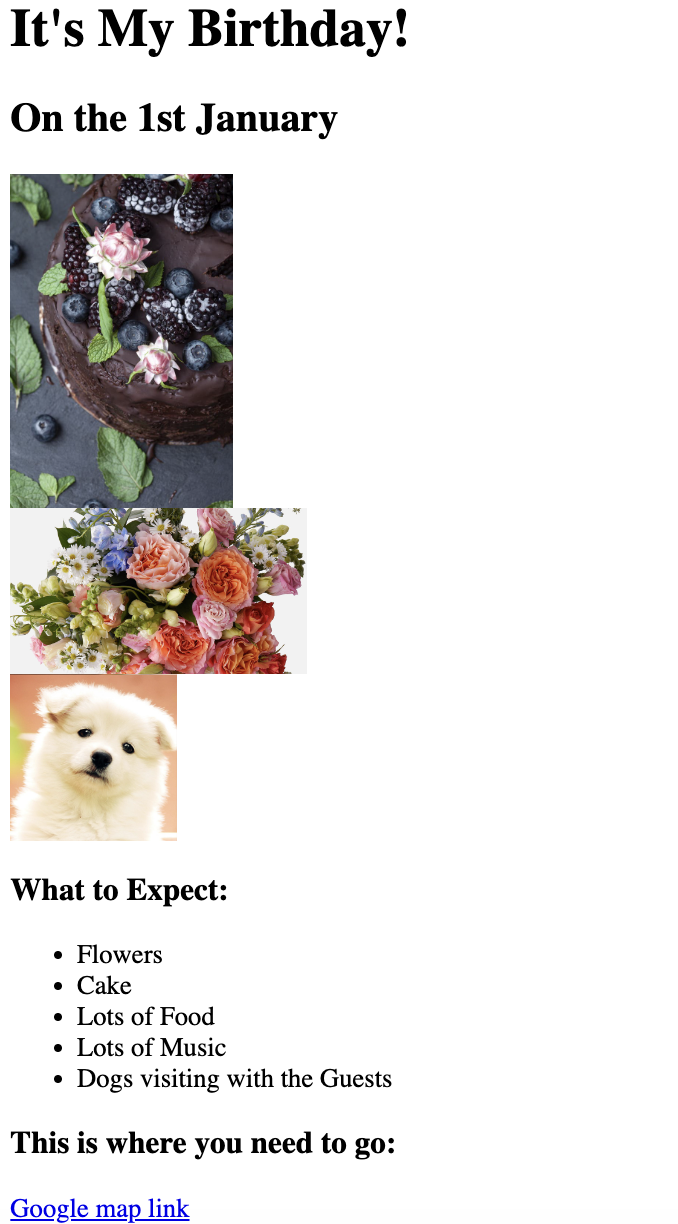 It's My Birthday!
On the 1st January
What to Expect:
Flowers
Cake
Lots of Food
Lots of Music
Dogs visiting with the Guests
This is where you need to go:
Google map link